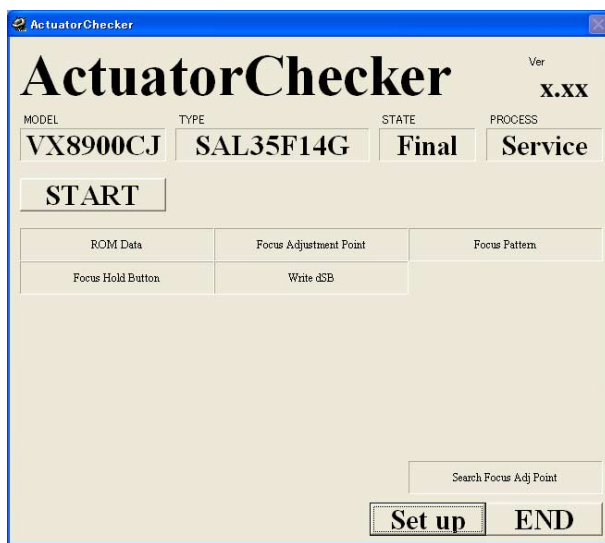 ActuatorChecker
ActuatorChecker
Ver
x.xx
MODEL TYPE STATE PROCESS
VX8900CJ SAL35F14G Final Service
START
ROM Data Focus Adjustment Point Focus Pattern
Focus Hold Button Write dSB
Search Focus Adj Point
Set up END